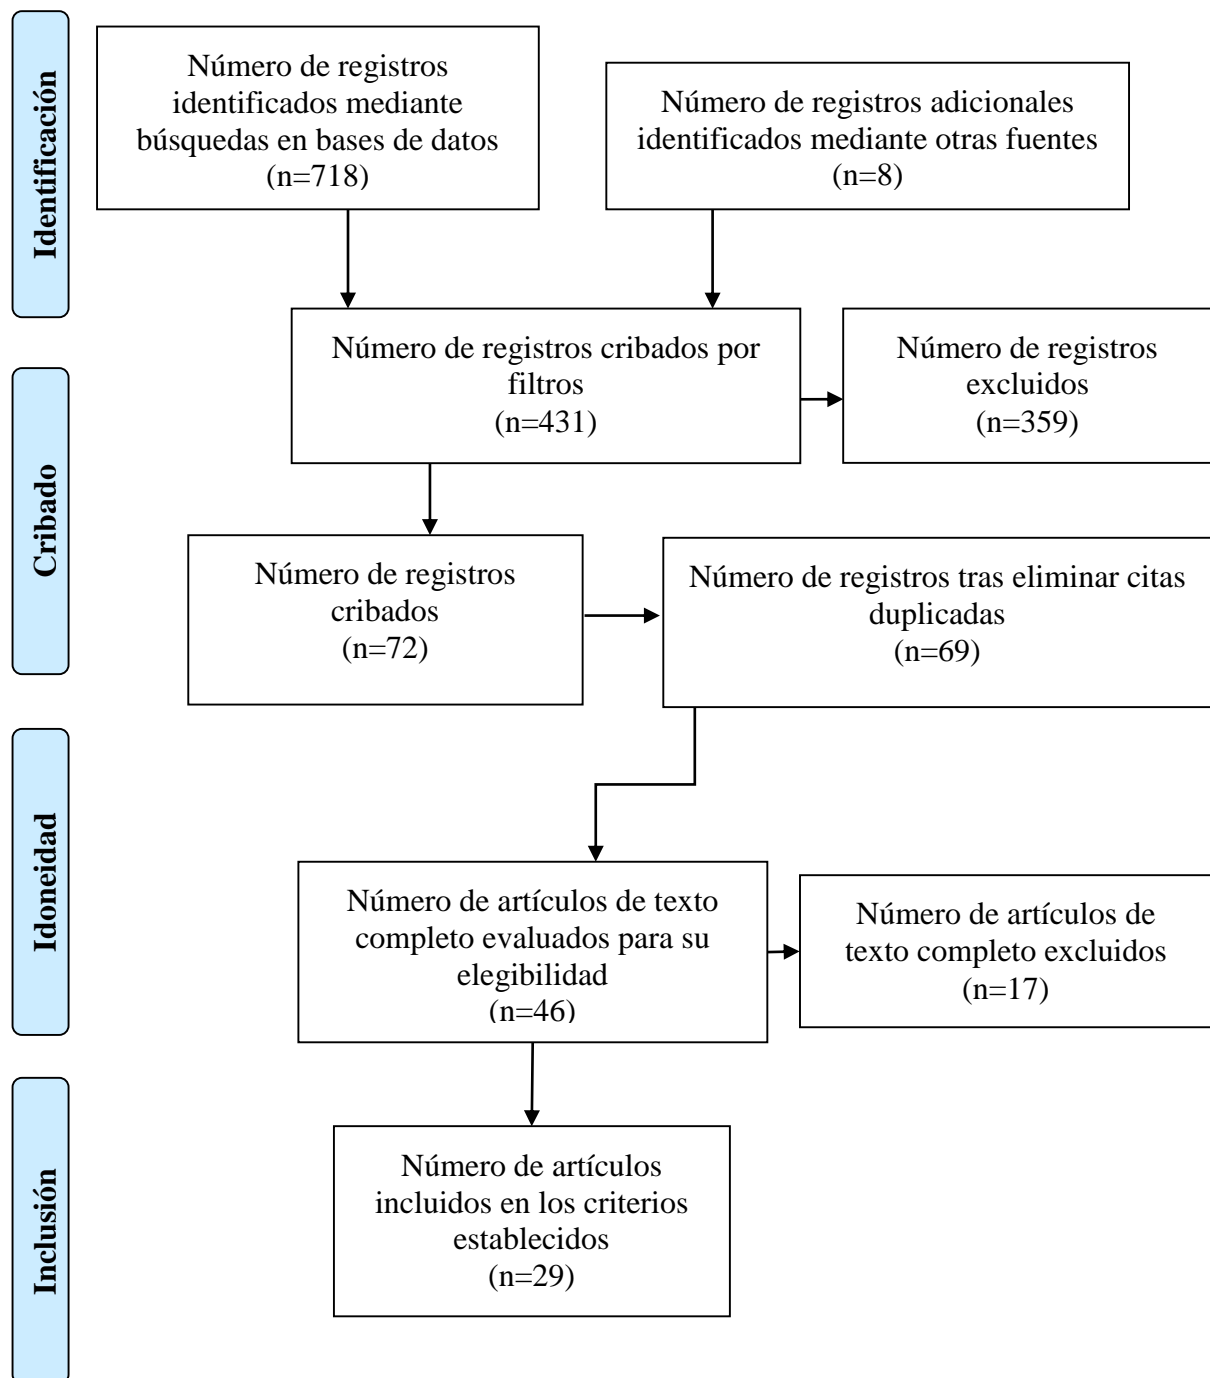 Identificación
Número de registros
identificados mediante
búsquedas en bases de datos
(n=718)
Número de registros adicionales
identificados mediante otras fuentes
(n=8)
Número de registros cribados por
filtros
(n=431)
Número de registros
excluidos
(n=359)
Cribado
Número de registros
cribados
(n=72)
Número de registros tras eliminar citas
duplicadas
(n=69)
Idoneidad
Número de artículos de texto
completo evaluados para su
elegibilidad
(n=46)
Número de artículos de
texto completo excluidos
(n=17)
Inclusión
Número de artículos
incluidos en los criterios
establecidos
(n=29)